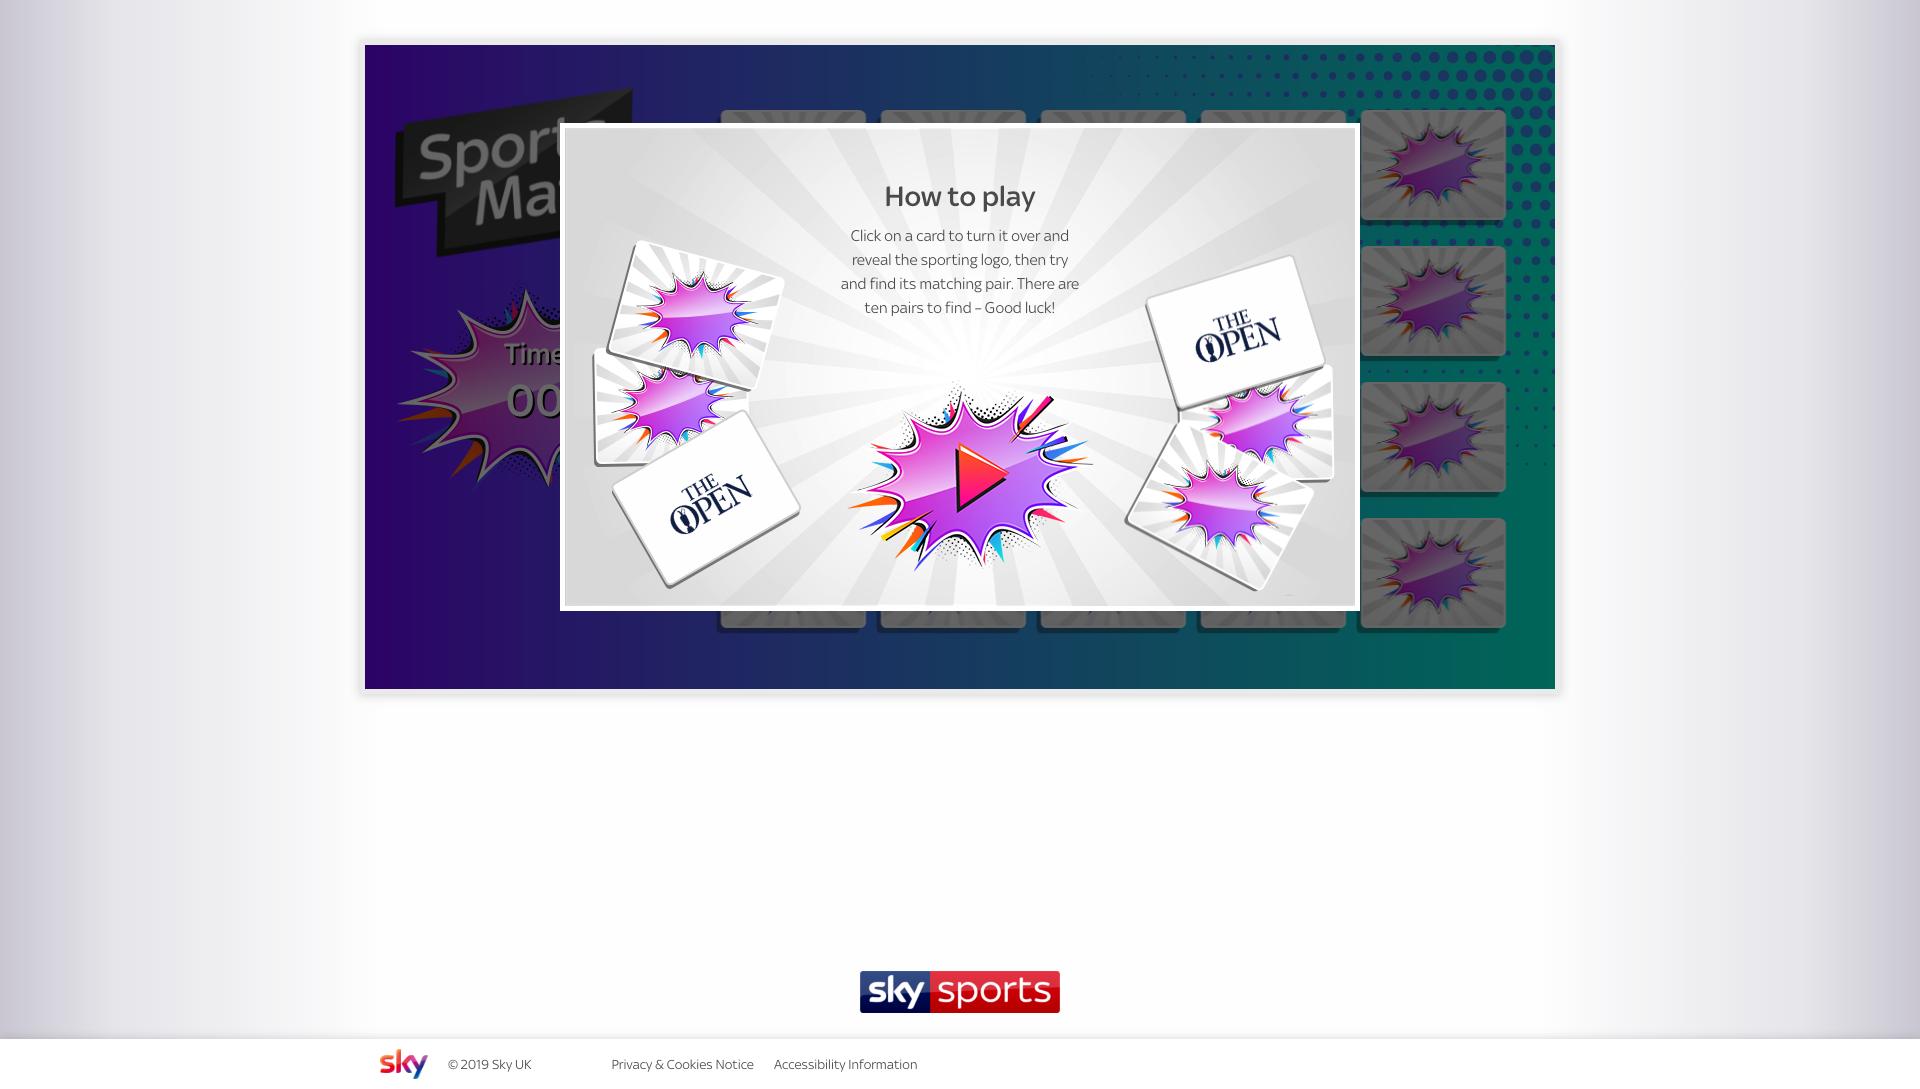 How to play
Click on a card to turn it over and
reveal the sporting logo, then try
and find its matching pair. There are
ten pairs to find – Good luck!
THE
OPEN
THE
OPEN
Time
00
sky sports
sky © 2019 Sky UK Privacy & Cookies Notice Accessibility Information